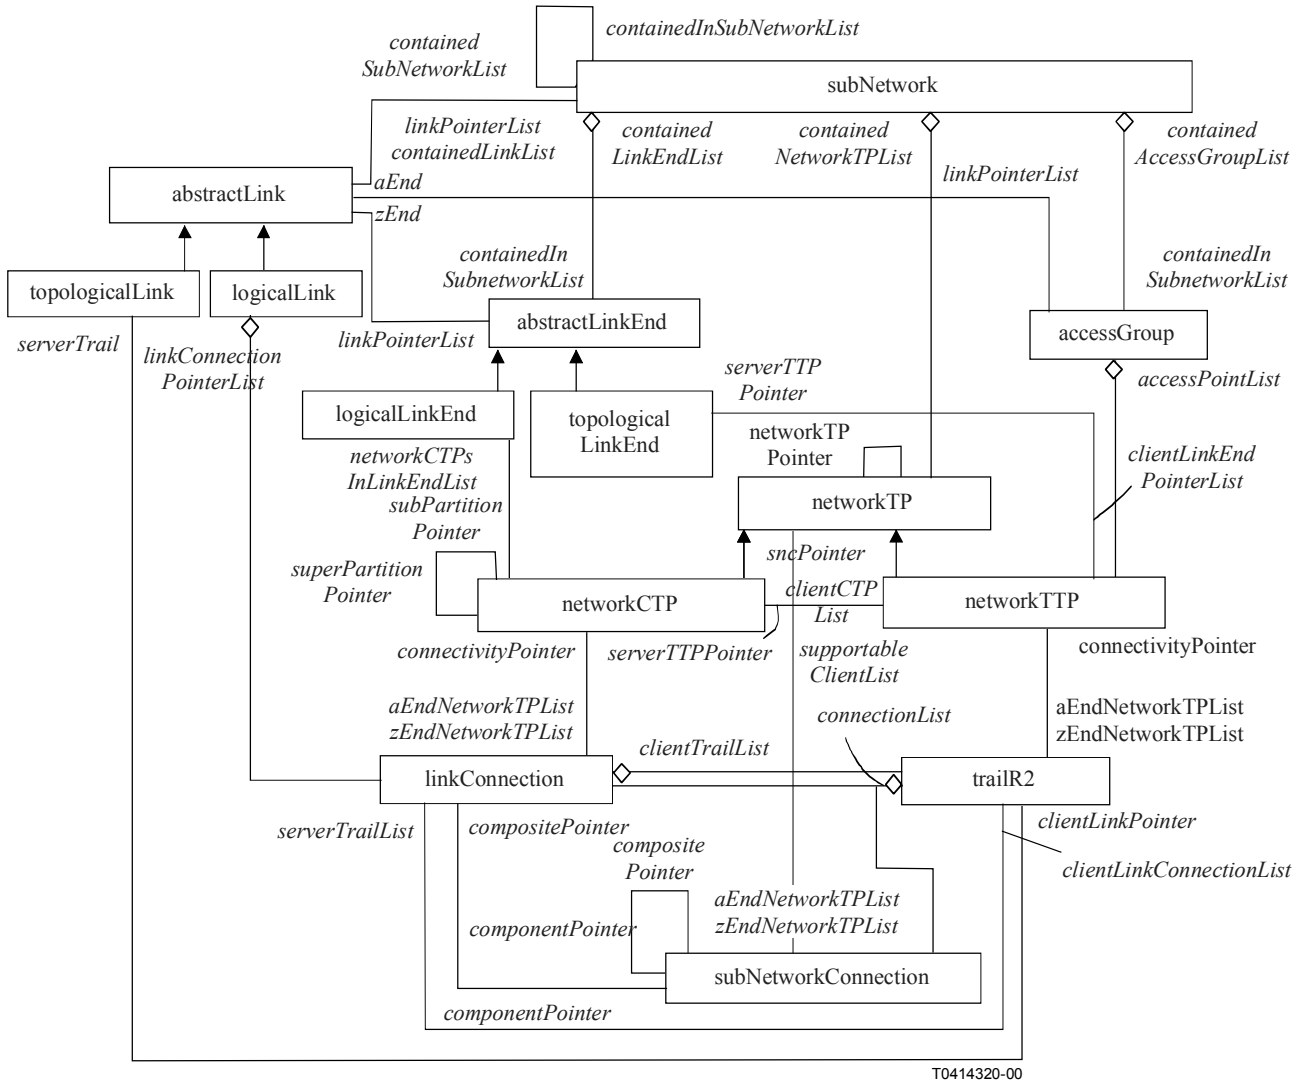 containedInSubNetworkList
contained
SubNetworkList
subNetwork
linkPointerList
containedLinkList
contained
LinkEndList
contained
NetworkTPList
contained
AccessGroupList
linkPointerList
aEnd
abstractLink
zEnd
containedIn
SubnetworkList
containedIn
SubnetworkList
topologicalLink
logicalLink
abstractLinkEnd
accessGroup
serverTrail
linkConnection
PointerList
linkPointerList
serverTTP
Pointer
accessPointList
logicalLinkEnd
topological
LinkEnd
networkTP
Pointer
clientLinkEnd
PointerList
networkCTPs
InLinkEndList
subPartition
Pointer
networkTP
sncPointer
superPartition
Pointer
networkCTP
clientCTP
List
networkTTP
connectivityPointer
serverTTPPointer
supportable
ClientList
connectivityPointer
aEndNetworkTPList
zEndNetworkTPList
connectionList
aEndNetworkTPList
zEndNetworkTPList
clientTrailList
linkConnection
trailR2
serverTrailList
compositePointer
clientLinkPointer
composite
Pointer
clientLinkConnectionList
aEndNetworkTPList
zEndNetworkTPList
componentPointer
subNetworkConnection
componentPointer
T0414320-00